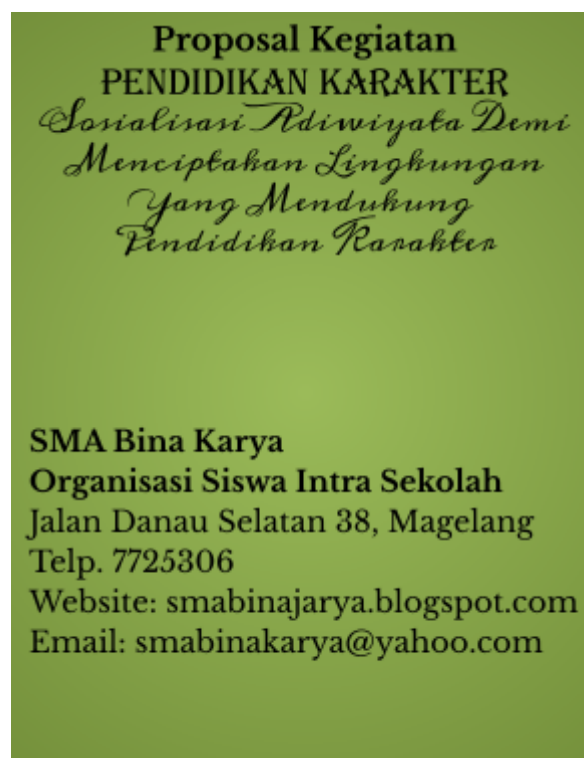 Proposal Kegiatan
PENDIDIKAN KARAKTER
Sosialisasi Adiwiyata Demi
Menciptakan Lingkungan
Yang Mendukung
Pendidikan Karakter
SMA Bina Karya
Organisasi Siswa Intra Sekolah
Jalan Danau Selatan 38, Magelang
Telp. 7725306
Website: smabinajarya.blogspot.com
Email: smabinakarya@yahoo.com